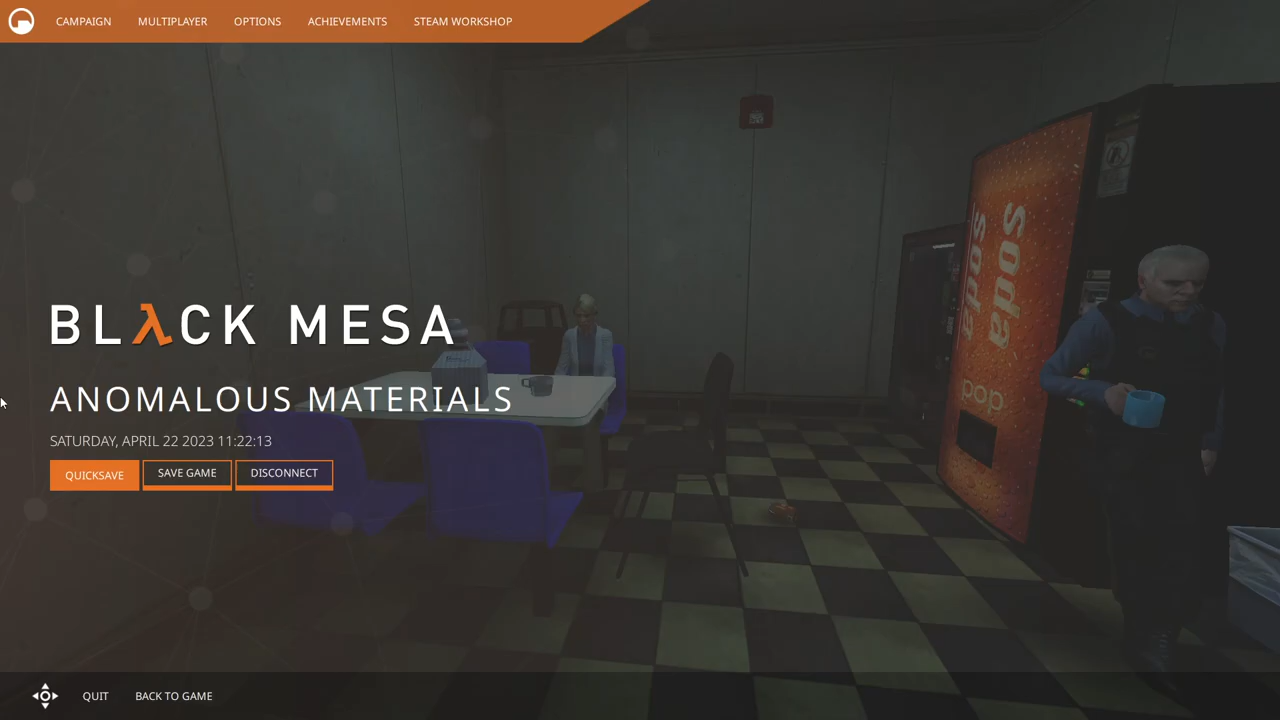 CAMPAIGN MULTIPLAYER OPTIONS ACHIEVEMENTS STEAM WORKSHOP
soda
soda
pop
BLλCK MESA
ANOMALOUS MATERIALS
SATURDAY, APRIL 22 2023 11:22:13
QUICKSAVE SAVE GAME DISCONNECT
QUIT BACK TO GAME